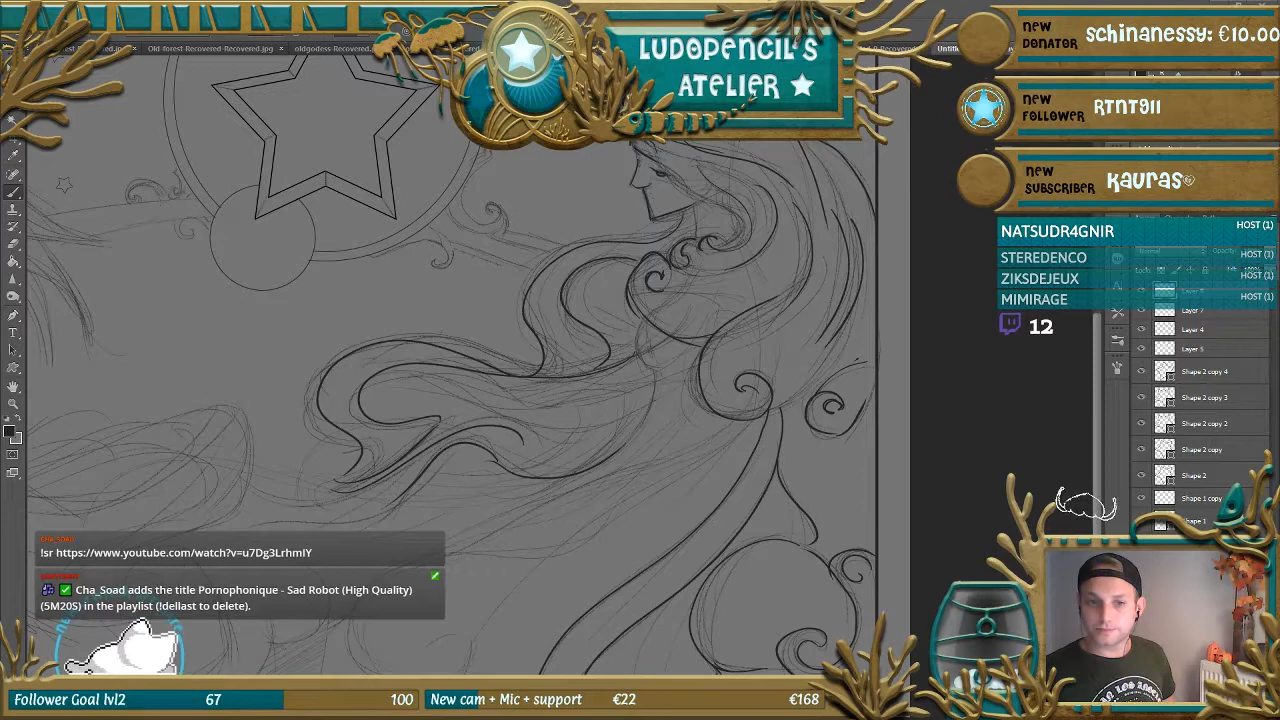 Old-forest-Recovered-Recovered.jpg
LUDOPENCIL'S
ATELIER
new
DONATOR
schinanessy: €10.00
new
FOLLOWER
RTNT911
new
SUBSCRIBER
Kauras
NATSUDR4GNIR
HOST (1)
STEREDENCO
HOST (1)
ZIKSDEJEUX
HOST (1)
MIMIRAGE
HOST (1)
12
Layer 7
Layer 4
Layer 5
Shape 2 copy 4
Shape 2 copy 3
Shape 2 copy 2
Shape 2 copy
Shape 2
Shape 1 copy
!sr https://www.youtube.com/watch?v=u7Dg3LrhmIY
Cha_Soad adds the title Pornophonique - Sad Robot (High Quality)
(5M20S) in the playlist (!dellast to delete).
Follower Goal lvl2
67
100
New cam + Mic + support
€22
€168